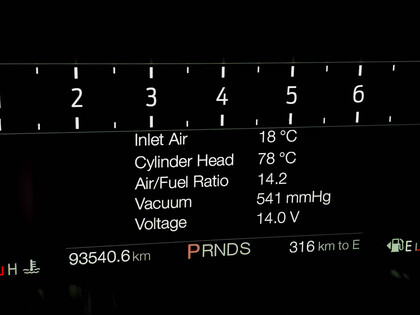 2 3 4 5 6
Inlet Air 18 °C
Cylinder Head 78 °C
Air/Fuel Ratio 14.2
Vacuum 541 mmHg
Voltage 14.0 V
93540.6 km PRNDS 316 km to E
H E